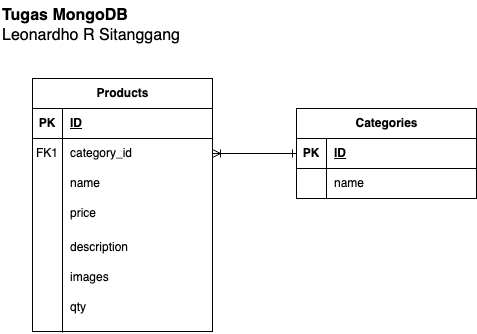 Tugas MongoDB
Leonardho R Sitanggang
Products
PK ID
FK1 category_id
name
price
description
images
qty
Categories
PK ID
name